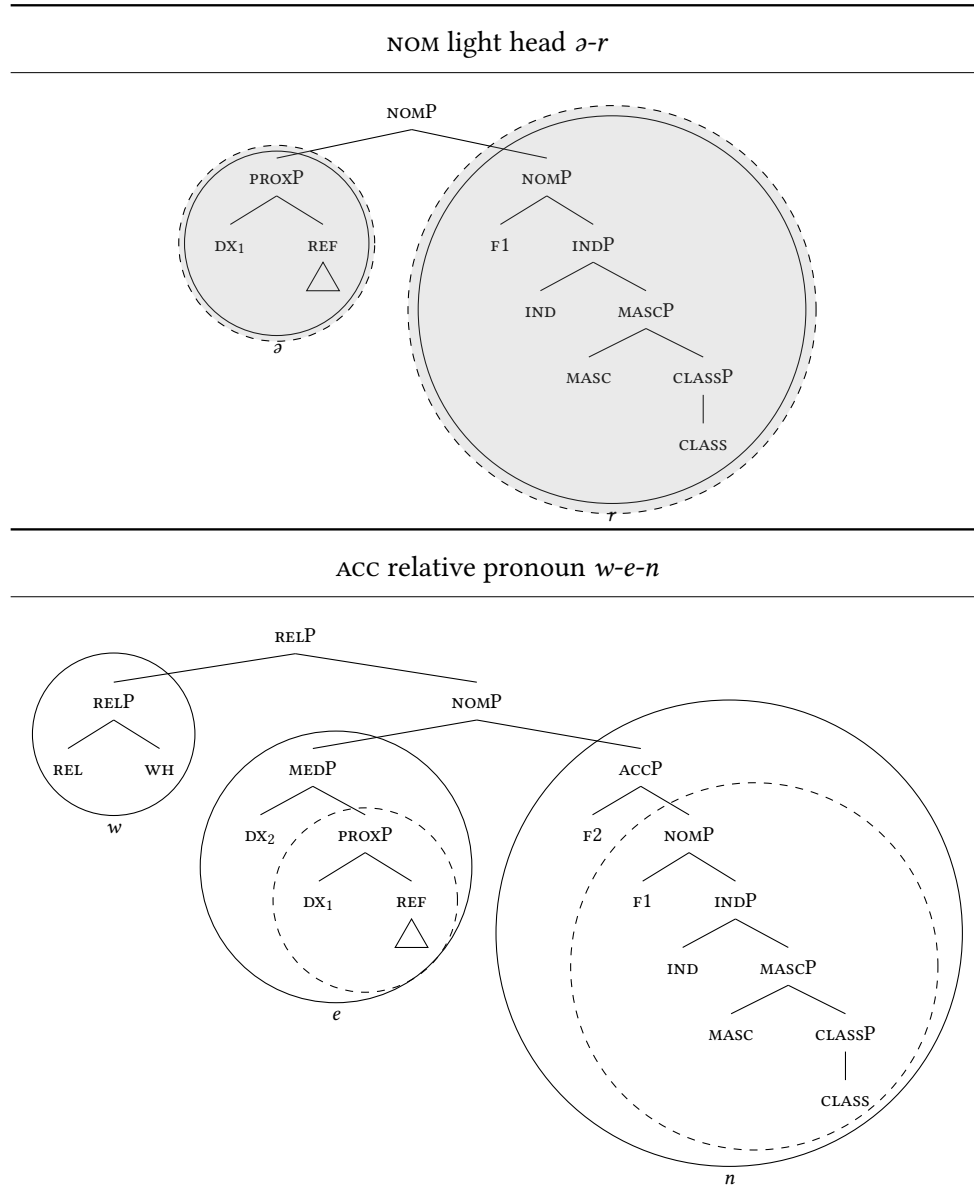 NOM light head ə-r
NOMP
PROXP NOMP
DX1 REF F1 INDP
IND MASCP
ə
MASC CLASSP
CLASS
r
ACC relative pronoun w-e-n
RELP
RELP NOMP
REL WH MEDP ACCP
w
DX2 PROXP F2 NOMP
DX1 REF F1 INDP
IND MASCP
e
MASC CLASSP
CLASS
n